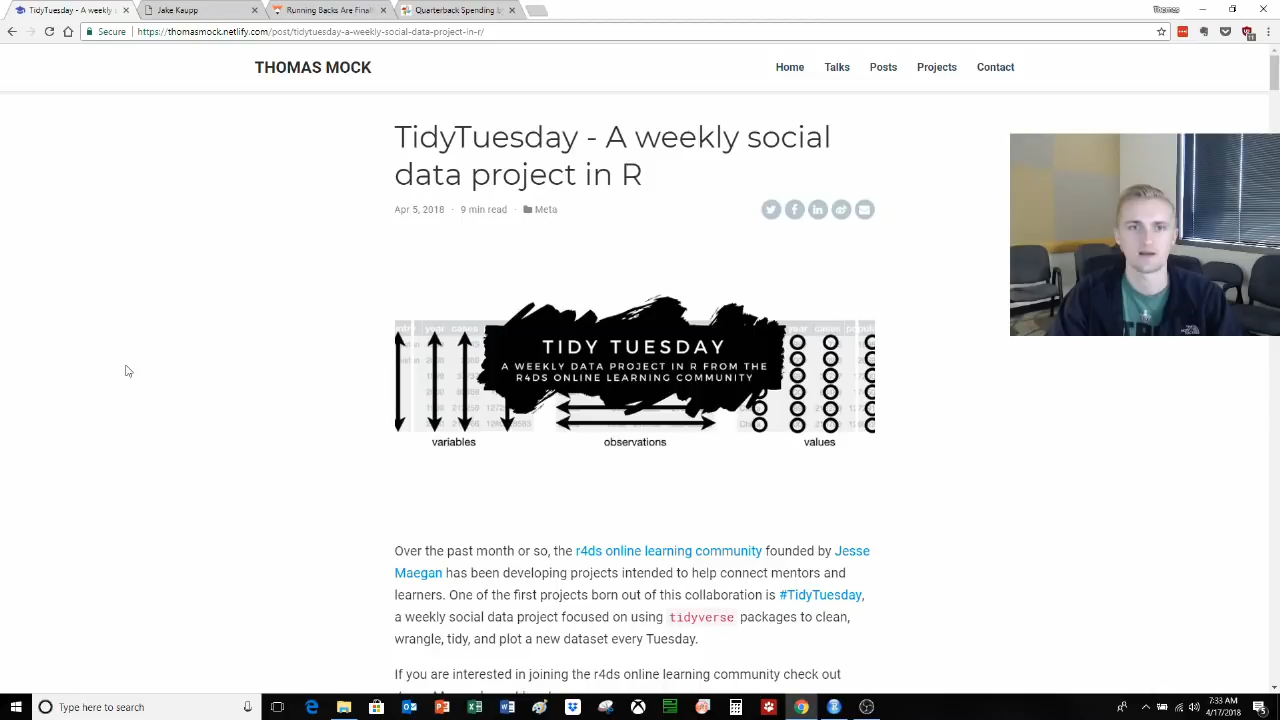 TidyTuesday - A weekly
Jake Kaupp
Running Backs Are Final
Quarterback Spending by
Thomas
Secure
https://thomasmock.netlify.com/post/tidytuesday-a-weekly-social-data-project-in-r/
THOMAS MOCK
Home Talks Posts Projects Contact
TidyTuesday - A weekly social
data project in R
Apr 5, 2018 · 9 min read · Meta
year cases
year cases
TIDY TUESDAY
A WEEKLY DATA PROJECT IN R FROM THE
R4DS ONLINE LEARNING COMMUNITY
variables observations values
Over the past month or so, the r4ds online learning community founded by Jesse
Maegan has been developing projects intended to help connect mentors and
learners. One of the first projects born out of this collaboration is #TidyTuesday,
a weekly social data project focused on using tidyverse packages to clean,
wrangle, tidy, and plot a new dataset every Tuesday.
If you are interested in joining the r4ds online learning community check out
Type here to search
7:33 AM
4/17/2018